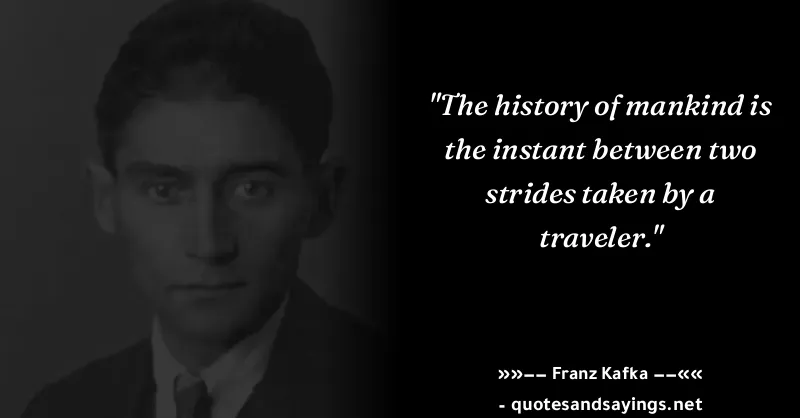 "The history of mankind is
the instant between two
strides taken by a
traveler."
»»−− Franz Kafka −−««
- quotesandsayings.net